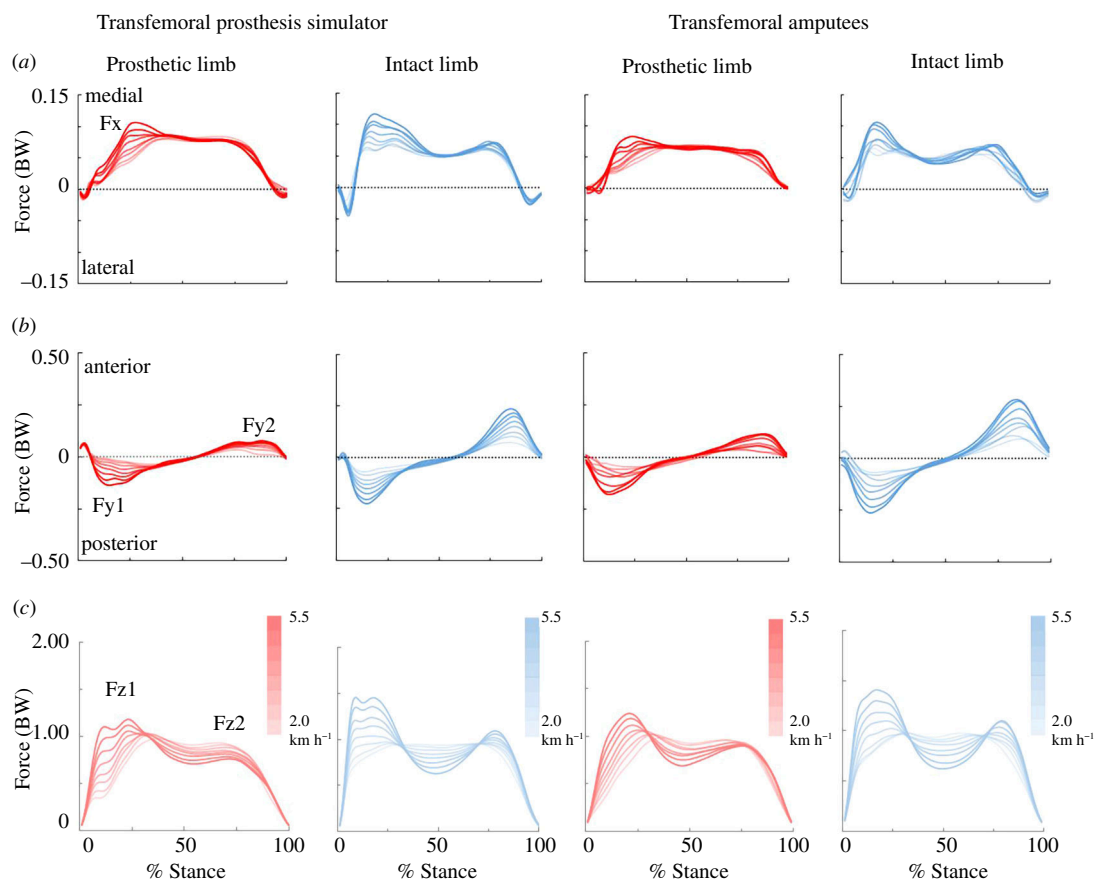 Transfemoral prosthesis simulator
Transfemoral amputees
(a)
Prosthetic limb
Intact limb
Prosthetic limb
Intact limb
0.15
medial
Fx
Force (BW)
0
lateral
–0.15
(b)
0.50
anterior
Fy2
Force (BW)
0
Fy1
posterior
–0.50
(c)
5.5
5.5
5.5
5.5
2.00
Fz1
Fz2
Force (BW)
1.00
2.0
km h⁻¹
2.0
km h⁻¹
2.0
km h⁻¹
2.0
km h⁻¹
0
0 50 100
0 50 100
0 50 100
0 50 100
% Stance
% Stance
% Stance
% Stance